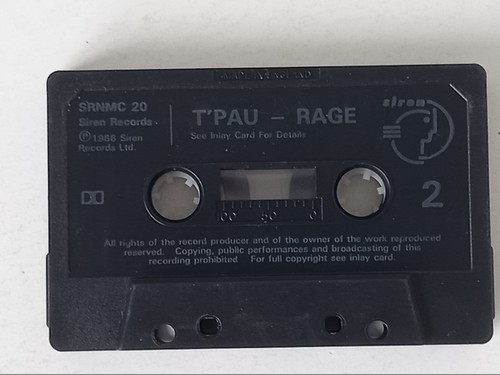 MADE IN ENGLAND
SRNMC 20
Siren Records
℗1988 Siren
Records Ltd.
T'PAU – RAGE
See Inlay Card For Details
siren
2
100 50 0
All rights of the record producer and of the owner of the work reproduced
reserved. Copying, public performances and broadcasting of this
recording prohibited For full copyright see inlay card.